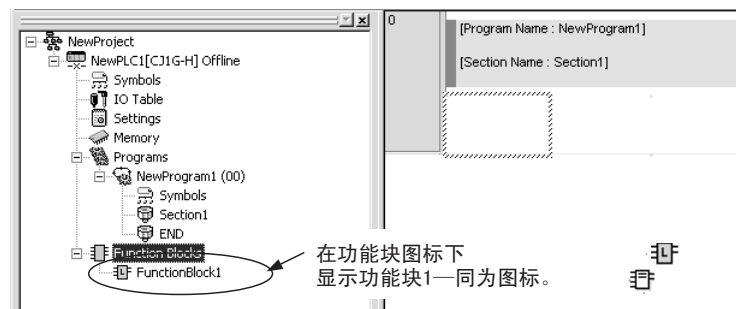 NewProject
NewPLC1[CJ1G-H] Offline
Symbols
IO Table
Settings
Memory
Programs
NewProgram1 (00)
Symbols
Section1
END
Function Blocks
FunctionBlock1
0
[Program Name : NewProgram1]
[Section Name : Section1]
在功能块图标下
显示功能块1—同为图标。
L